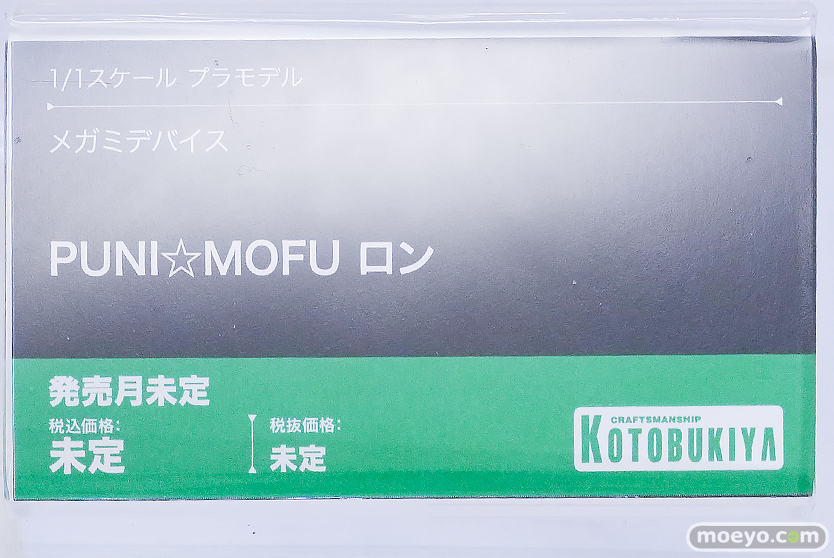 1/1スケール プラモデル
メガミデバイス
PUNI☆MOFU ロン
発売月未定
税込価格:
未定
税抜価格:
未定
CRAFTSMANSHIP
KOTOBUKIYA
moeyo.com